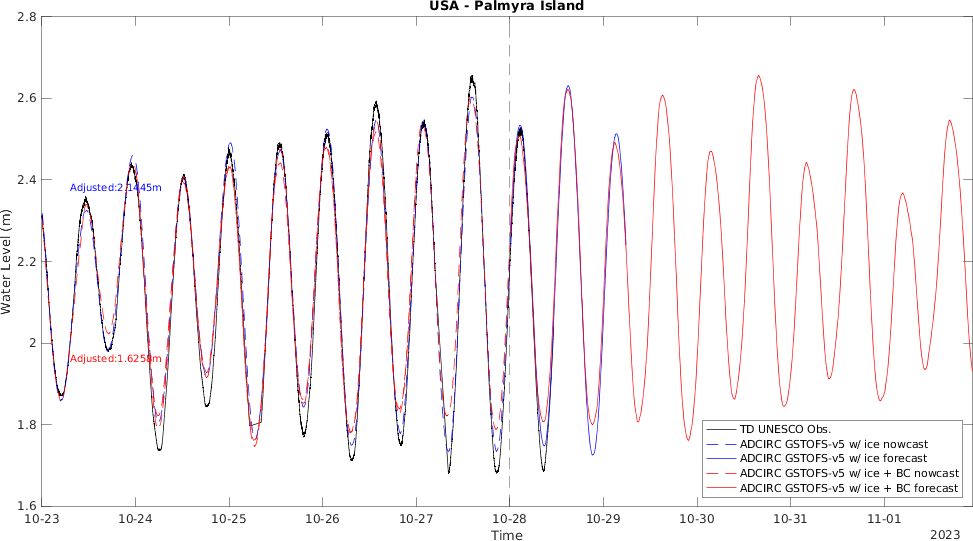 USA - Palmyra Island
2.8
2.6
2.4
2.2
2
1.8
1.6
Water Level (m)
Adjusted:2.1445m
Adjusted:1.6258m
TD UNESCO Obs.
ADCIRC GSTOFS-v5 w/ ice nowcast
ADCIRC GSTOFS-v5 w/ ice forecast
ADCIRC GSTOFS-v5 w/ ice + BC nowcast
ADCIRC GSTOFS-v5 w/ ice + BC forecast
10-23 10-24 10-25 10-26 10-27 10-28 10-29 10-30 10-31 11-01
Time
2023